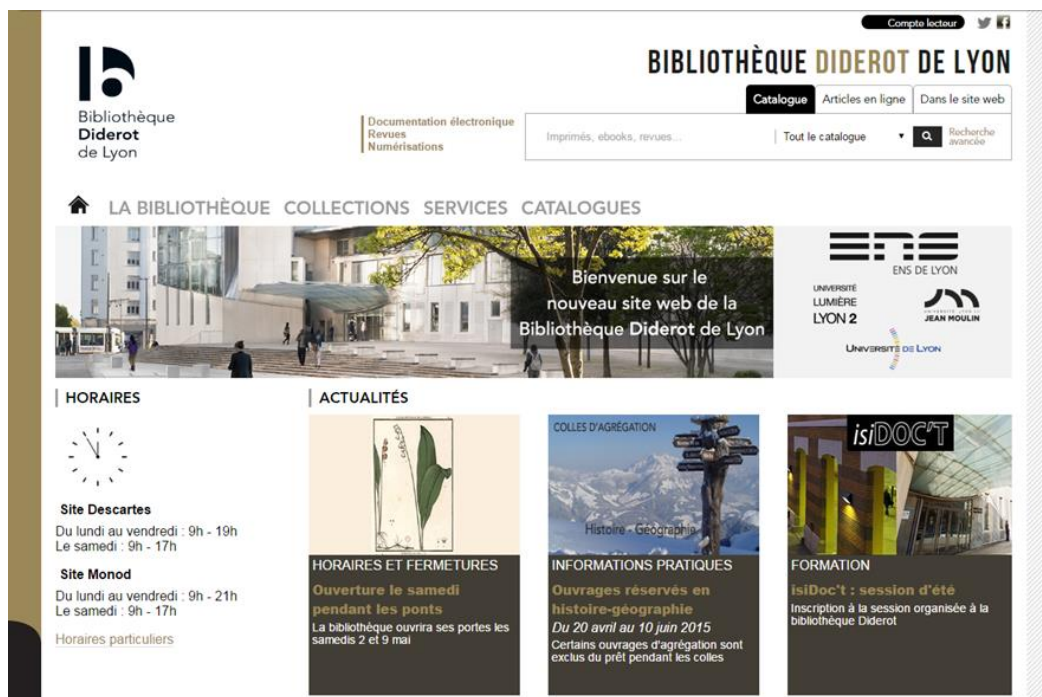 Compte lecteur
Bibliothèque
Diderot
de Lyon
BIBLIOTHÈQUE DIDEROT DE LYON
Catalogue Articles en ligne Dans le site web
Documentation électronique
Revues
Numérisations
Imprimés, ebooks, revues... Tout le catalogue
Recherche
avancée
LA BIBLIOTHÈQUE COLLECTIONS SERVICES CATALOGUES
Bienvenue sur le
nouveau site web de la
Bibliothèque Diderot de Lyon
ENS
ENS DE LYON
UNIVERSITÉ
LUMIÈRE
LYON 2
JEAN MOULIN
UNIVERSITÉ DE LYON
HORAIRES
Site Descartes
Du lundi au vendredi : 9h - 19h
Le samedi : 9h - 17h
Site Monod
Du lundi au vendredi : 9h - 21h
Le samedi : 9h - 17h
Horaires particuliers
ACTUALITÉS
HORAIRES ET FERMETURES
Ouverture le samedi
pendant les ponts
La bibliothèque ouvrira ses portes les
samedis 2 et 9 mai
COLLES D'AGRÉGATION
Histoire - Géographie
INFORMATIONS PRATIQUES
Ouvrages réservés en
histoire-géographie
Du 20 avril au 10 juin 2015
Certains ouvrages d'agrégation sont
exclus du prêt pendant les colles
isiDOC'T
FORMATION
isiDoc't : session d'été
Inscription à la session organisée à la
bibliothèque Diderot